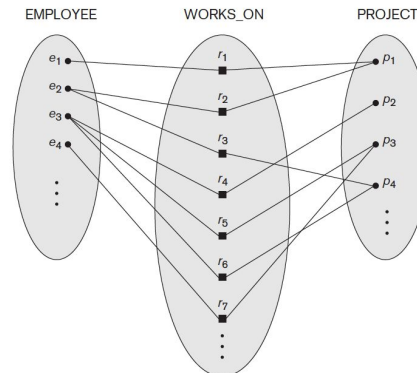 EMPLOYEE WORKS_ON PROJECT
e1 r1 p1
e2 r2 p2
e3 r3 p3
e4 r4 p4
r5
r6
r7